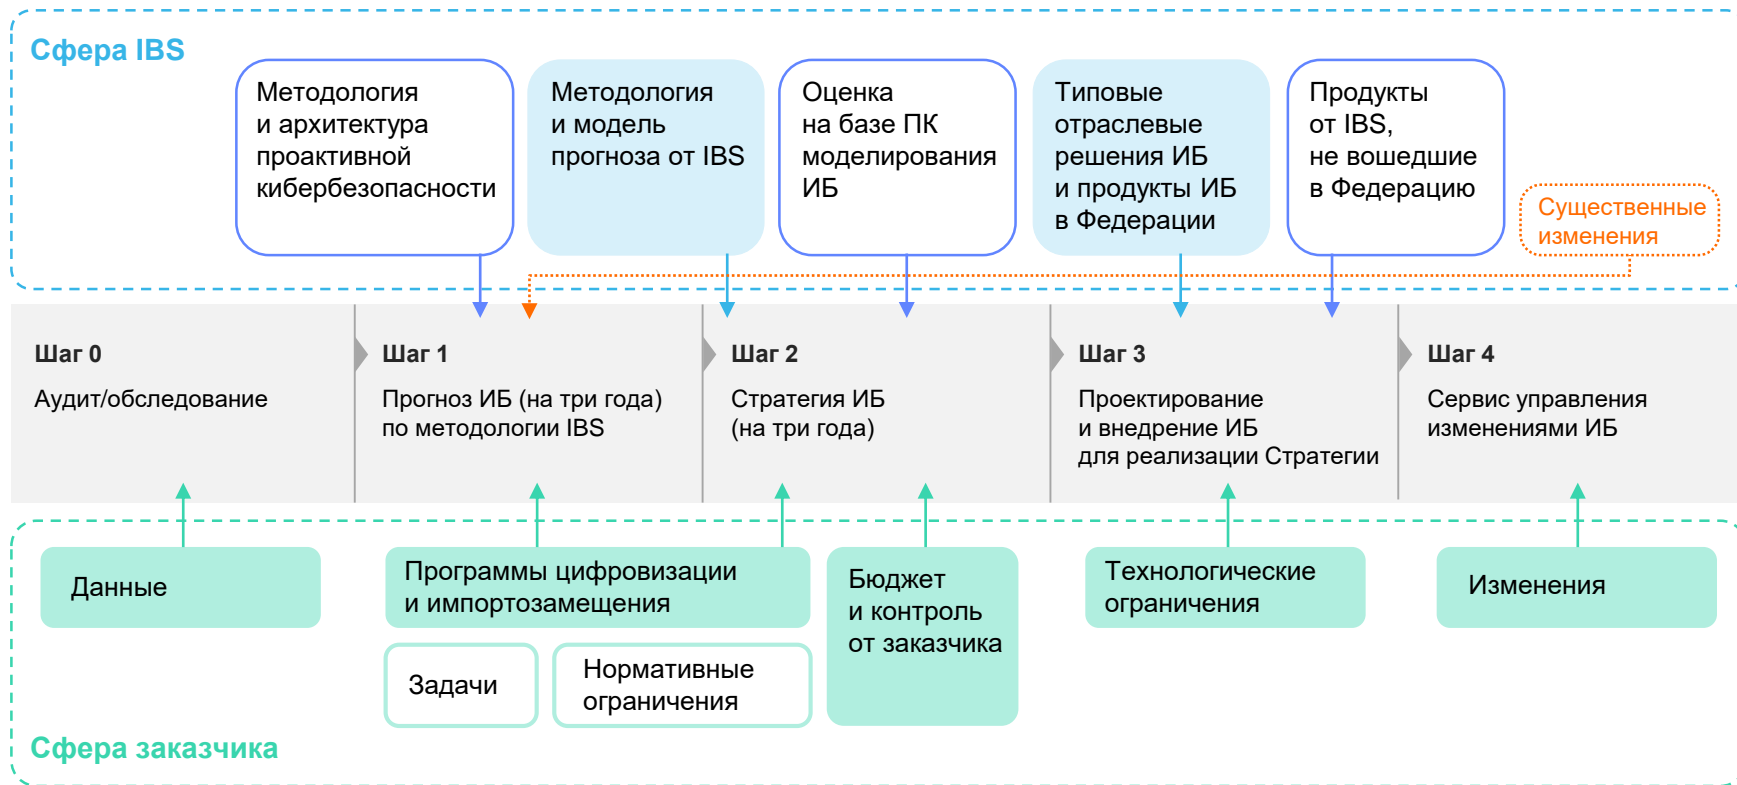 Сфера IBS
Методология
и архитектура
проактивной
кибербезопасности
Методология
и модель
прогноза от IBS
Оценка
на базе ПК
моделирования
ИБ
Типовые
отраслевые
решения ИБ
и продукты ИБ
в Федерации
Продукты
от IBS,
не вошедшие
в Федерацию
Существенные
изменения
Шаг 0
Аудит/обследование
Шаг 1
Прогноз ИБ (на три года)
по методологии IBS
Шаг 2
Стратегия ИБ
(на три года)
Шаг 3
Проектирование
и внедрение ИБ
для реализации Стратегии
Шаг 4
Сервис управления
изменениями ИБ
Данные
Программы цифровизации
и импортозамещения
Задачи
Нормативные
ограничения
Бюджет
и контроль
от заказчика
Технологические
ограничения
Изменения
Сфера заказчика